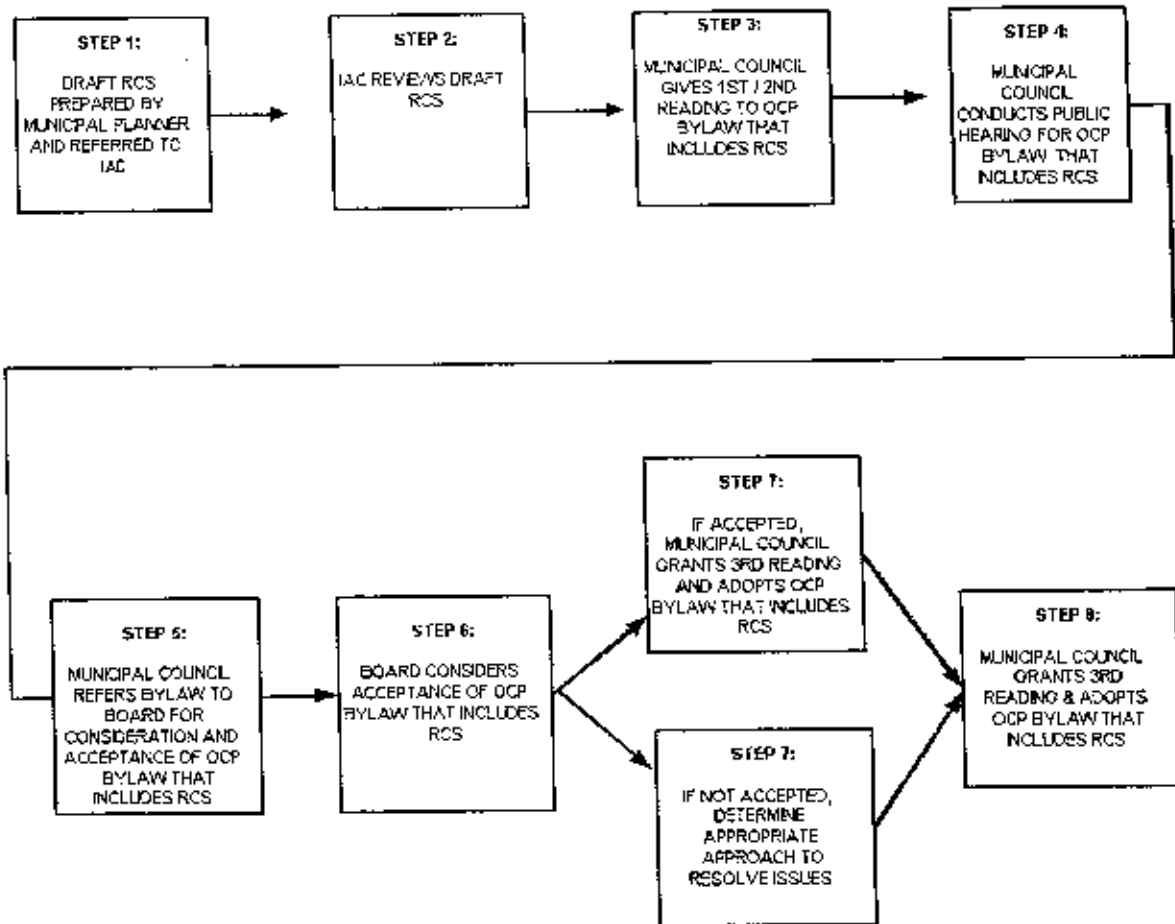 STEP 1:
DRAFT RCS
PREPARED BY
MUNICIPAL PLANNER
AND REFERRED TO
IAC
STEP 2:
IAC REVIEWS DRAFT
RCS
STEP 3:
MUNICIPAL COUNCIL
GIVES 1ST / 2ND
READING TO OCP
BYLAW THAT
INCLUDES RCS
STEP 4:
MUNICIPAL
COUNCIL
CONDUCTS PUBLIC
HEARING FOR OCP
BYLAW THAT
INCLUDES RCS
STEP 5:
MUNICIPAL COUNCIL
REFERS BYLAW TO
BOARD FOR
CONSIDERATION AND
ACCEPTANCE OF OCP
BYLAW THAT
INCLUDES RCS
STEP 6:
BOARD CONSIDERS
ACCEPTANCE OF OCP
BYLAW THAT INCLUDES
RCS
STEP 7:
IF ACCEPTED,
MUNICIPAL COUNCIL
GRANTS 3RD READING
AND ADOPTS OCP
BYLAW THAT INCLUDES
RCS
STEP 7:
IF NOT ACCEPTED,
DETERMINE
APPROPRIATE
APPROACH TO
RESOLVE ISSUES
STEP 8:
MUNICIPAL COUNCIL
GRANTS 3RD
READING & ADOPTS
OCP BYLAW THAT
INCLUDES RCS